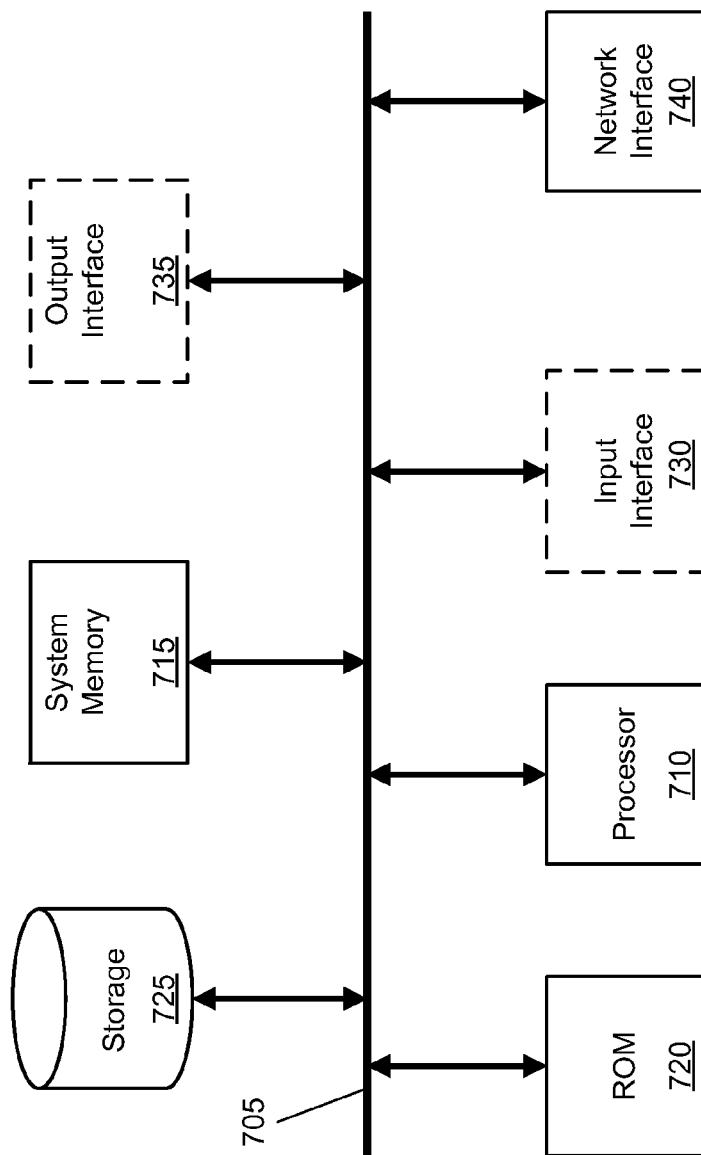 Storage
725
System
Memory
715
Output
Interface
735
705
ROM
720
Processor
710
Input
Interface
730
Network
Interface
740